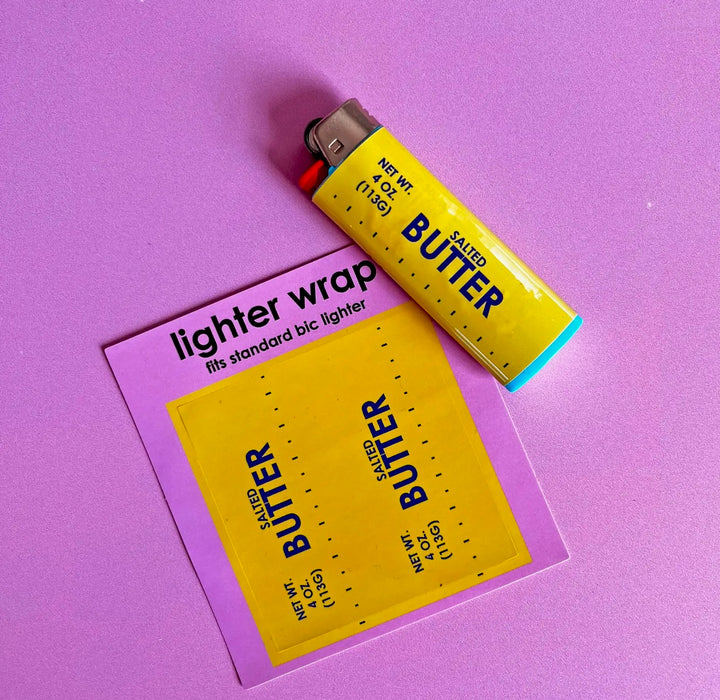 NET WT.
4 OZ.
(113G)
SALTED
BUTTER
lighter wrap
fits standard bic lighter
SALTED
BUTTER
NET WT.
4 OZ.
(113G)
SALTED
BUTTER
NET WT.
4 OZ.
(113G)